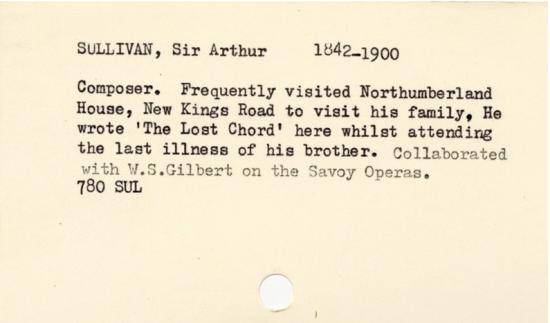 SULLIVAN, Sir Arthur 1842-1900
Composer. Frequently visited Northumberland
House, New Kings Road to visit his family, He
wrote 'The Lost Chord' here whilst attending
the last illness of his brother. Collaborated
with W.S.Gilbert on the Savoy Operas.
780 SUL